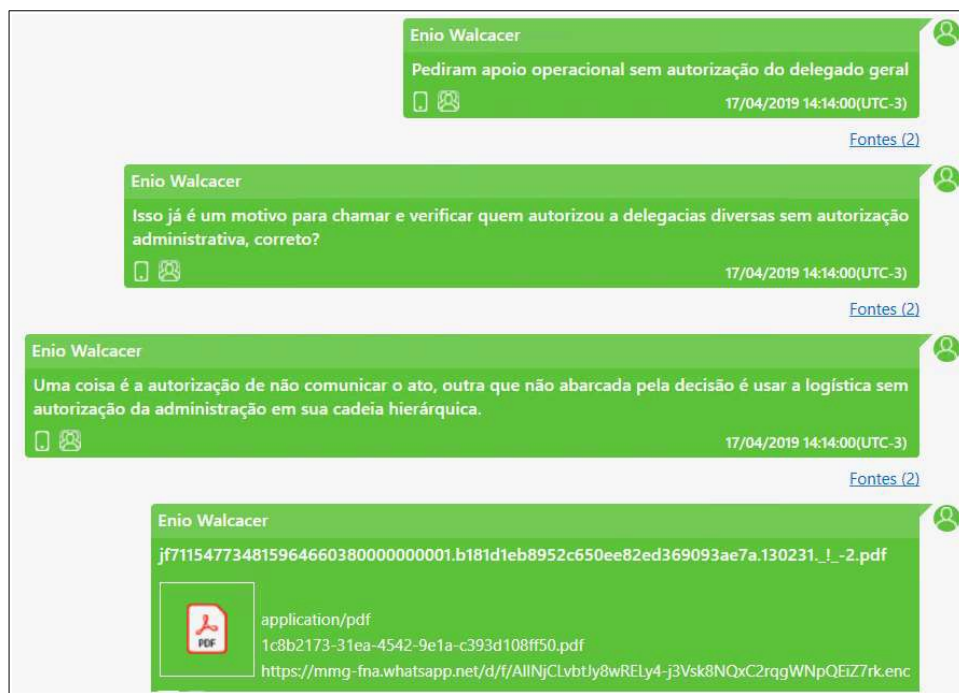 Enio Walcacer
Pediram apoio operacional sem autorização do delegado geral
17/04/2019 14:14:00(UTC-3)
Fontes (2)
Enio Walcacer
Isso já é um motivo para chamar e verificar quem autorizou a delegacias diversas sem autorização
administrativa, correto?
17/04/2019 14:14:00(UTC-3)
Fontes (2)
Enio Walcacer
Uma coisa é a autorização de não comunicar o ato, outra que não abarcada pela decisão é usar a logística sem
autorização da administração em sua cadeia hierárquica.
17/04/2019 14:14:00(UTC-3)
Fontes (2)
Enio Walcacer
jf711547734815964660380000000001.b181d1eb8952c650ee82ed369093ae7a.130231._!_-2.pdf
PDF
application/pdf
1c8b2173-31ea-4542-9e1a-c393d108ff50.pdf
https://mmg-fna.whatsapp.net/d/f/AlINjCLvbtJy8wRELy4-j3Vsk8NQxC2rqgWNpQEiZ7rk.enc